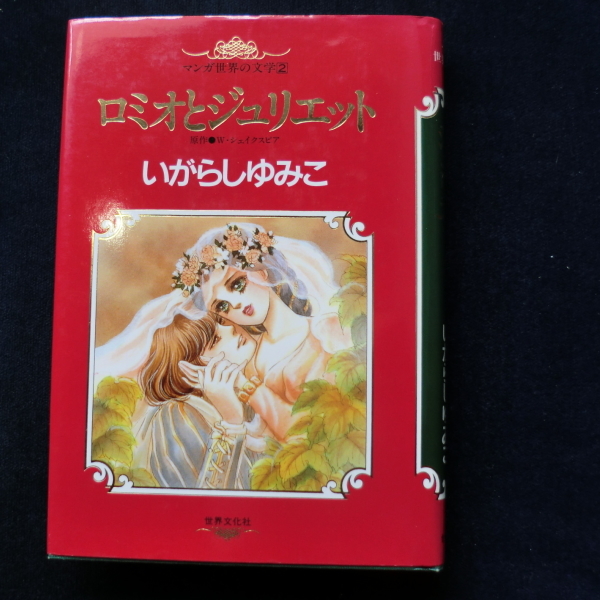 マンガ世界の文学2
ロミオとジュリエット
原作●W・シェイクスピア
いがらしゆみこ
世界文化社